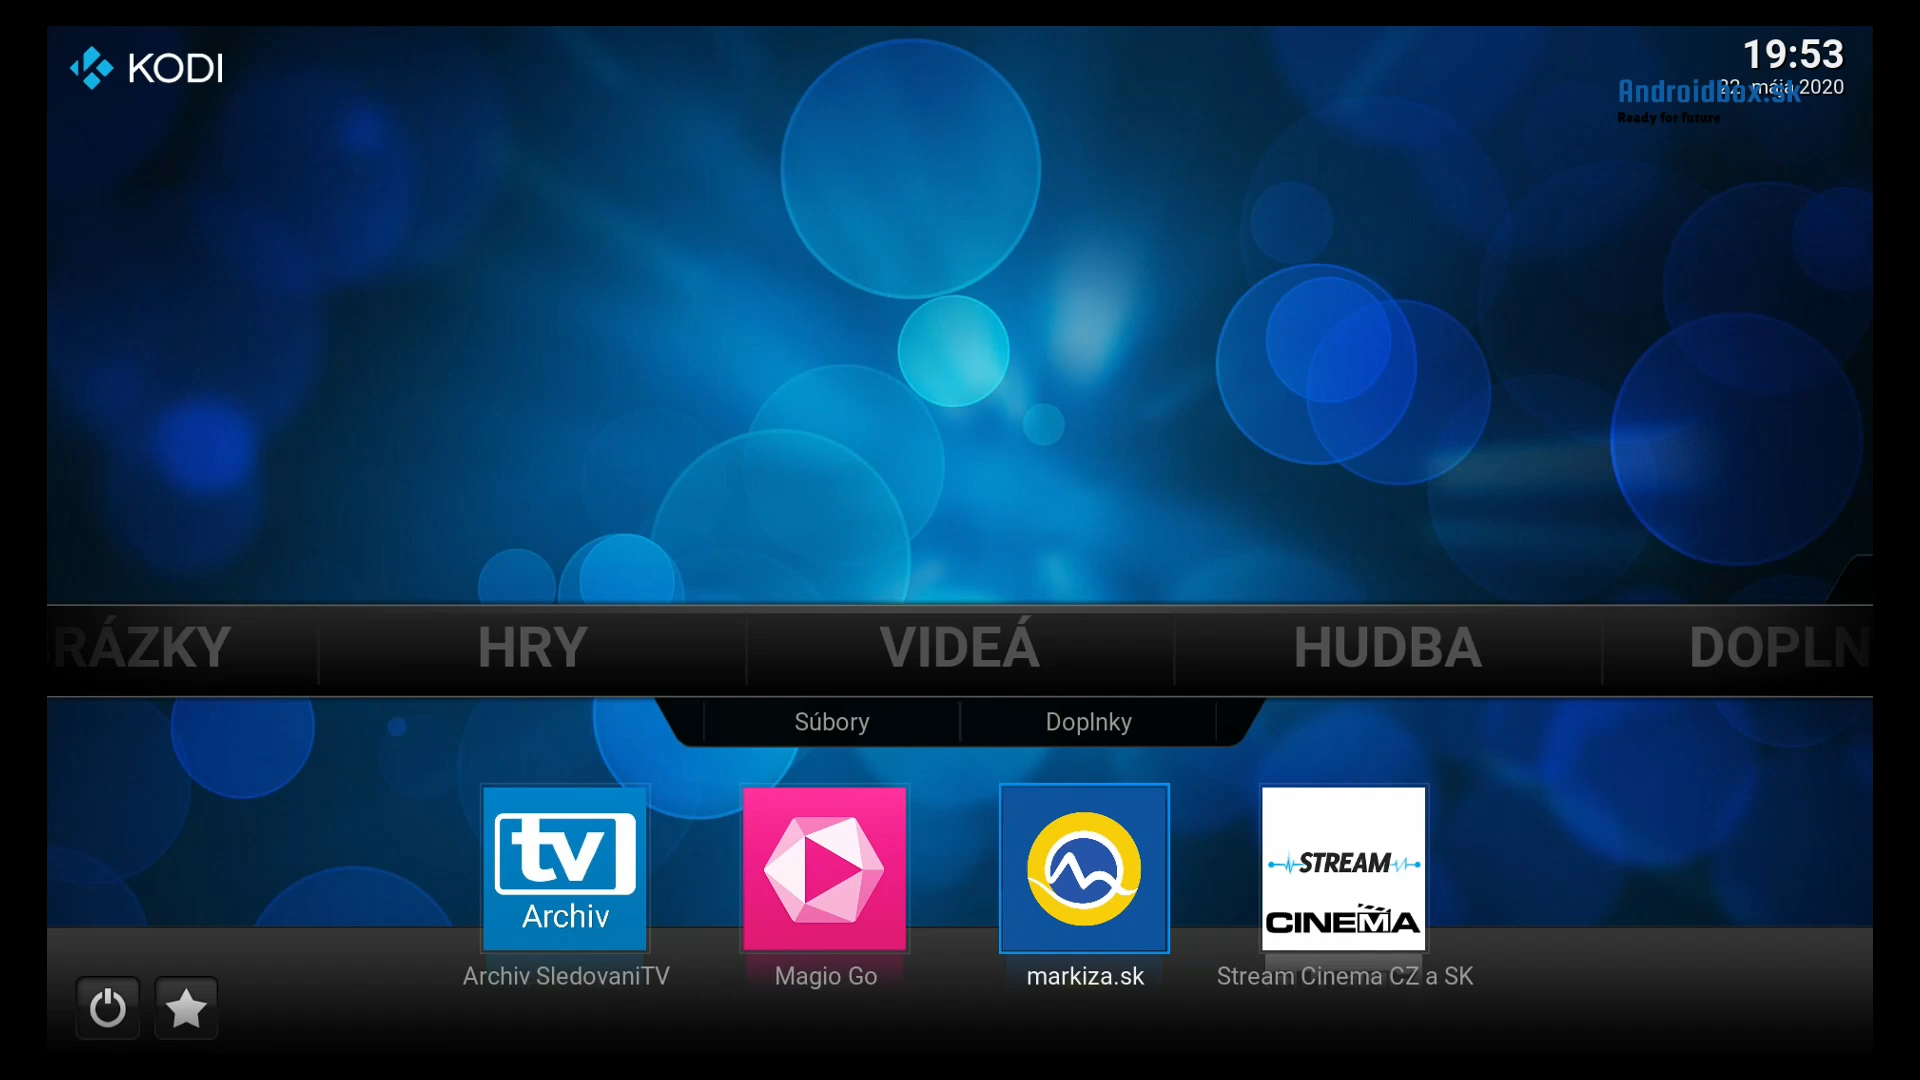 KODI
19:53
22. mája 2020
AndroidBox.sk
Ready for future
RÁZKY
HRY
VIDEÁ
HUDBA
DOPLN
Súbory
Doplnky
tv
Archiv
STREAM
CINEMA
Archiv SledovaniTV
Magio Go
markiza.sk
Stream Cinema CZ a SK